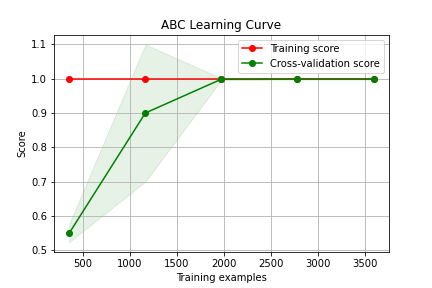 ABC Learning Curve
1.1
1.0
0.9
0.8
0.7
0.6
0.5
Score
Training score
Cross-validation score
500
1000
1500
2000
2500
3000
3500
Training examples